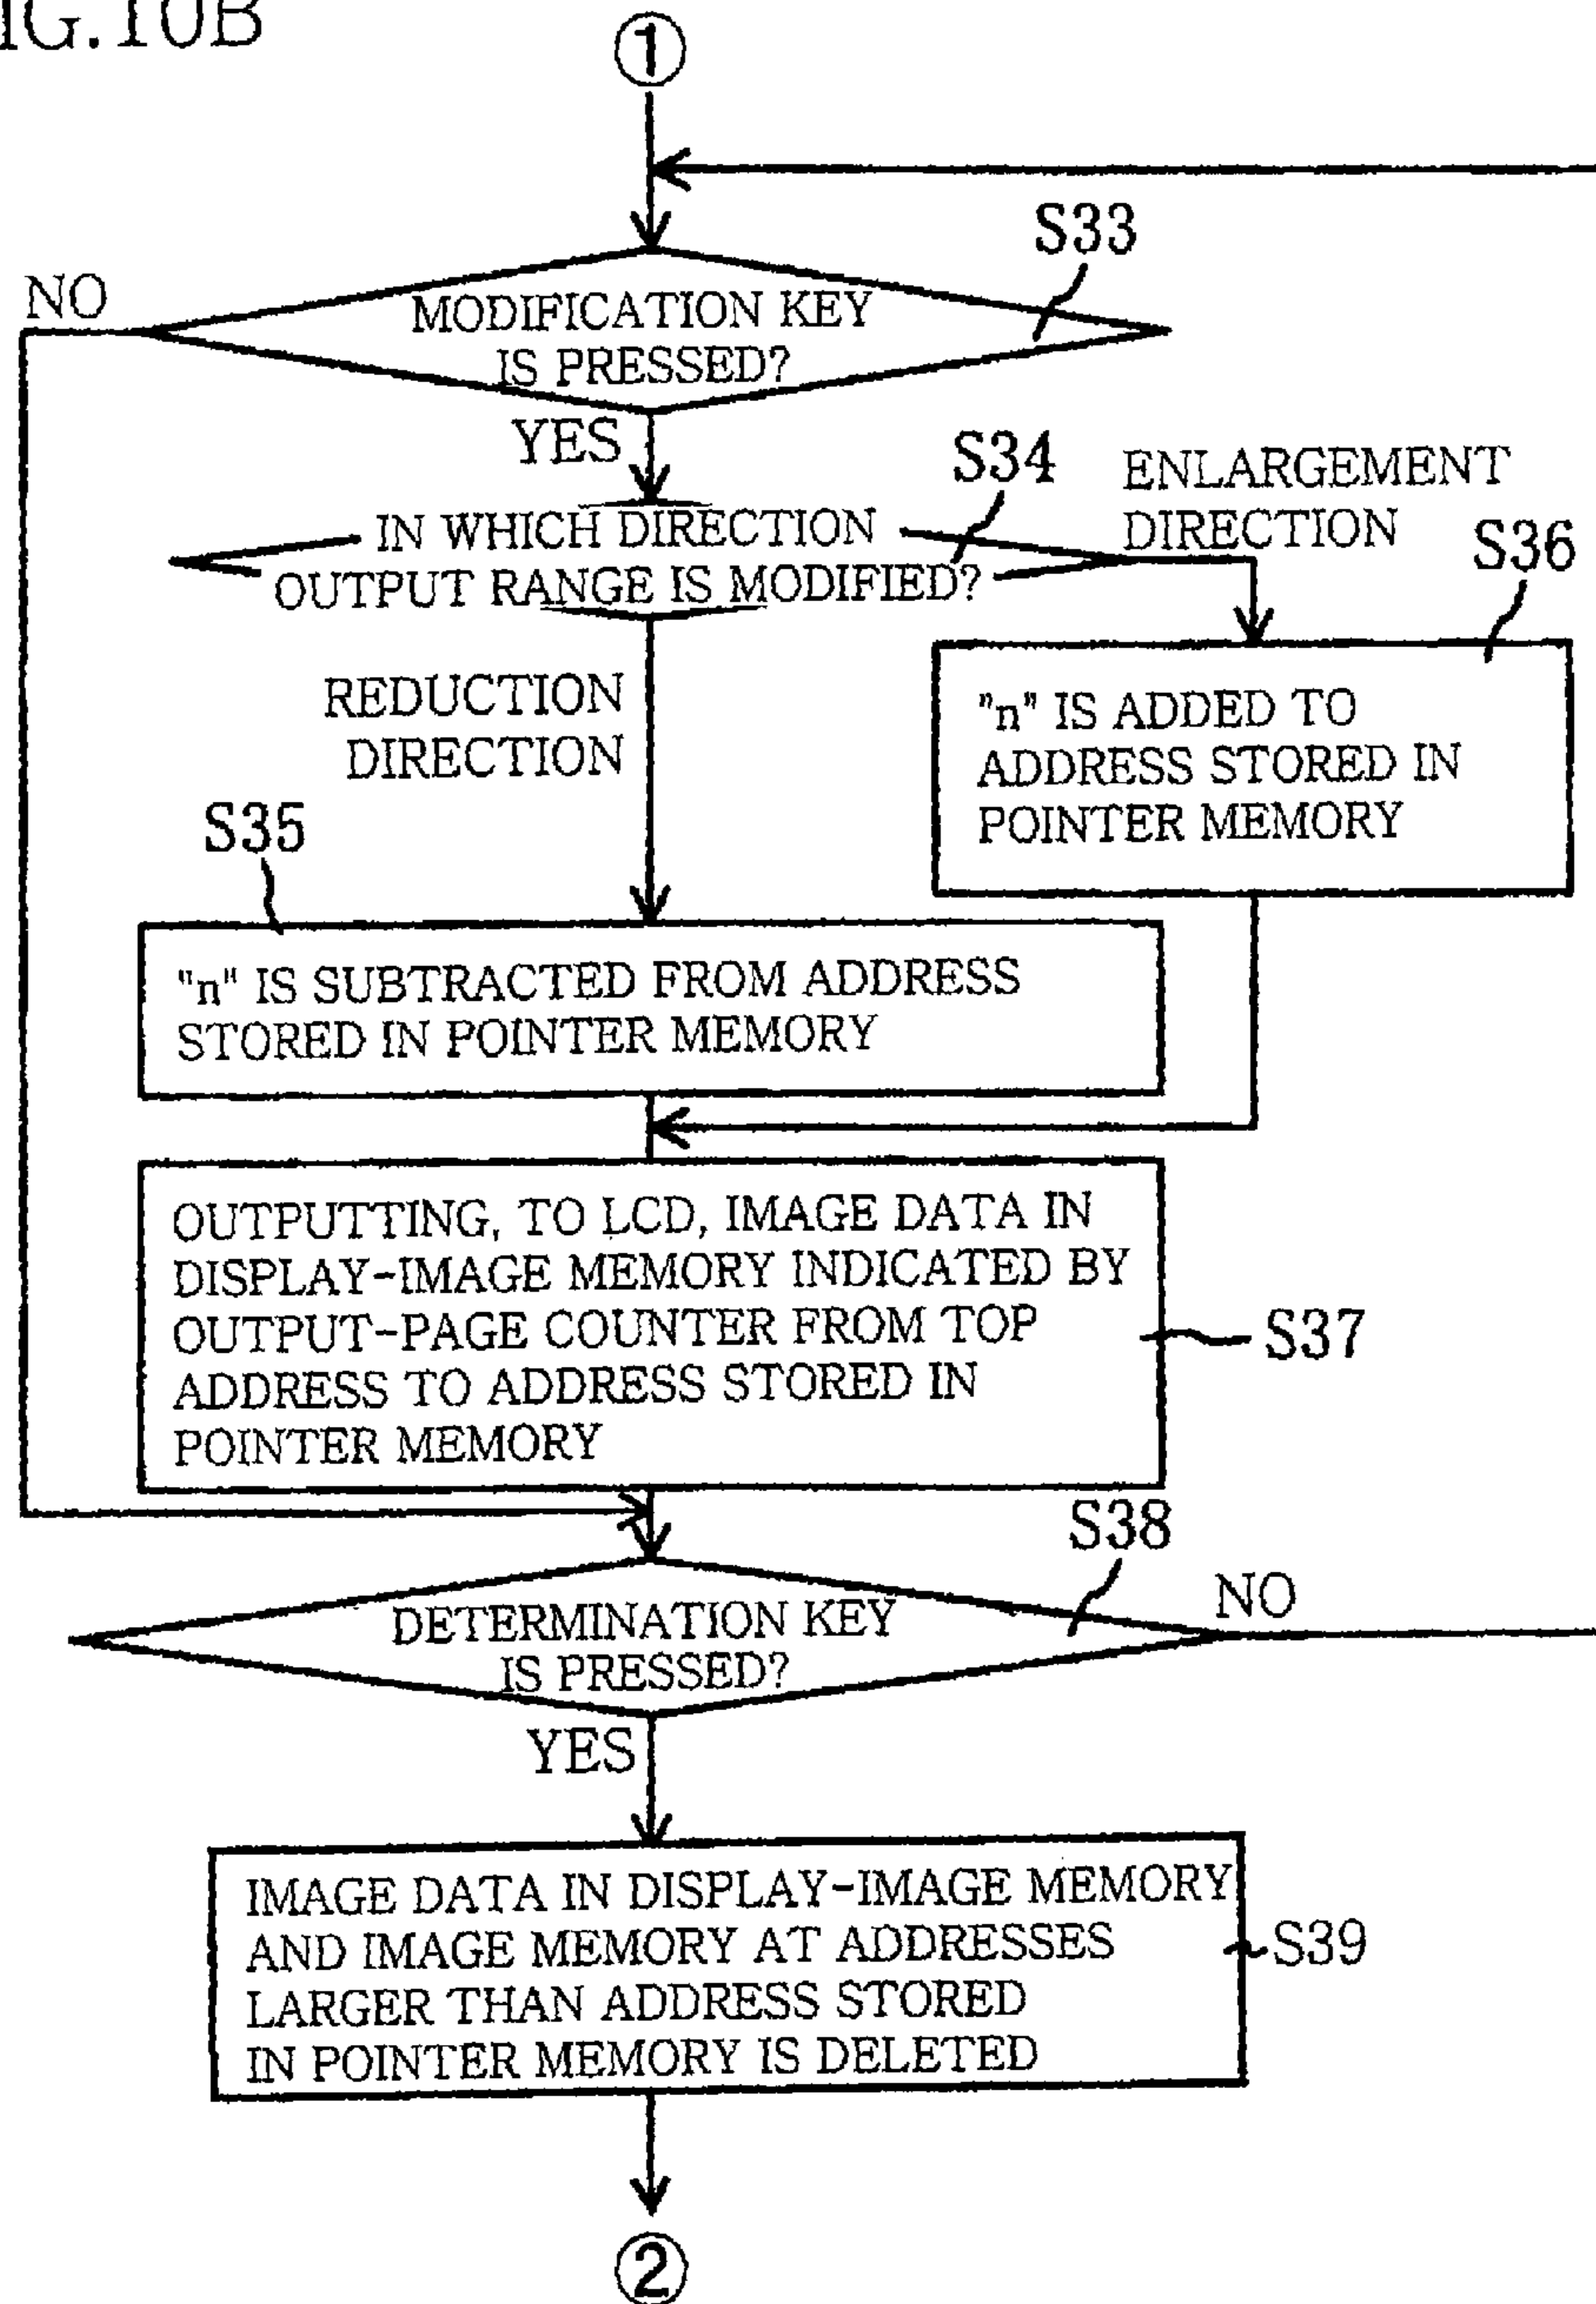 IG. 10B
1
S33
NO
MODIFICATION KEY
IS PRESSED?
YES
S34
ENLARGEMENT
DIRECTION
IN WHICH DIRECTION
OUTPUT RANGE IS MODIFIED?
S36
REDUCTION
DIRECTION
"n" IS ADDED TO
ADDRESS STORED IN
POINTER MEMORY
S35
"n" IS SUBTRACTED FROM ADDRESS
STORED IN POINTER MEMORY
OUTPUTTING, TO LCD, IMAGE DATA IN
DISPLAY-IMAGE MEMORY INDICATED BY
OUTPUT-PAGE COUNTER FROM TOP
ADDRESS TO ADDRESS STORED IN
POINTER MEMORY
S37
S38
DETERMINATION KEY
IS PRESSED?
NO
YES
IMAGE DATA IN DISPLAY-IMAGE MEMORY
AND IMAGE MEMORY AT ADDRESSES
LARGER THAN ADDRESS STORED
IN POINTER MEMORY IS DELETED
S39
2